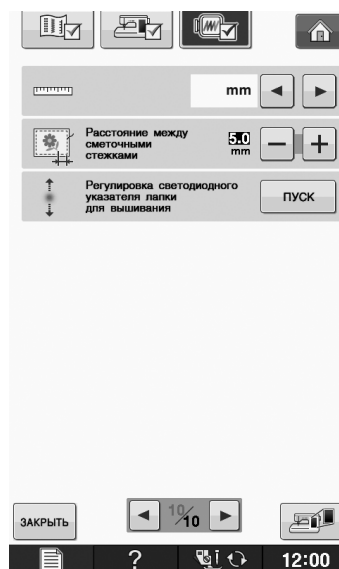 mm
Расстояние между
сметочными
стежками
5.0
mm
Регулировка светодиодного
указателя лапки
для вышивания
ПУСК
ЗАКРЫТЬ
10/10
?
12:00